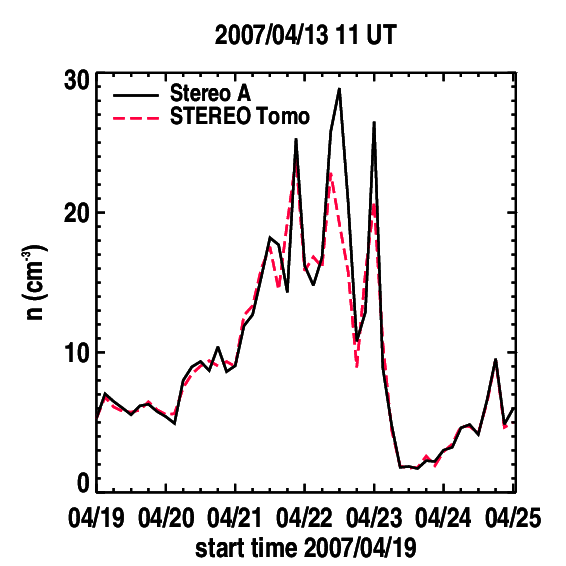 2007/04/13 11 UT
30
Stereo A
STEREO Tomo
20
n (cm⁻³)
10
0
04/19 04/20 04/21 04/22 04/23 04/24 04/25
start time 2007/04/19